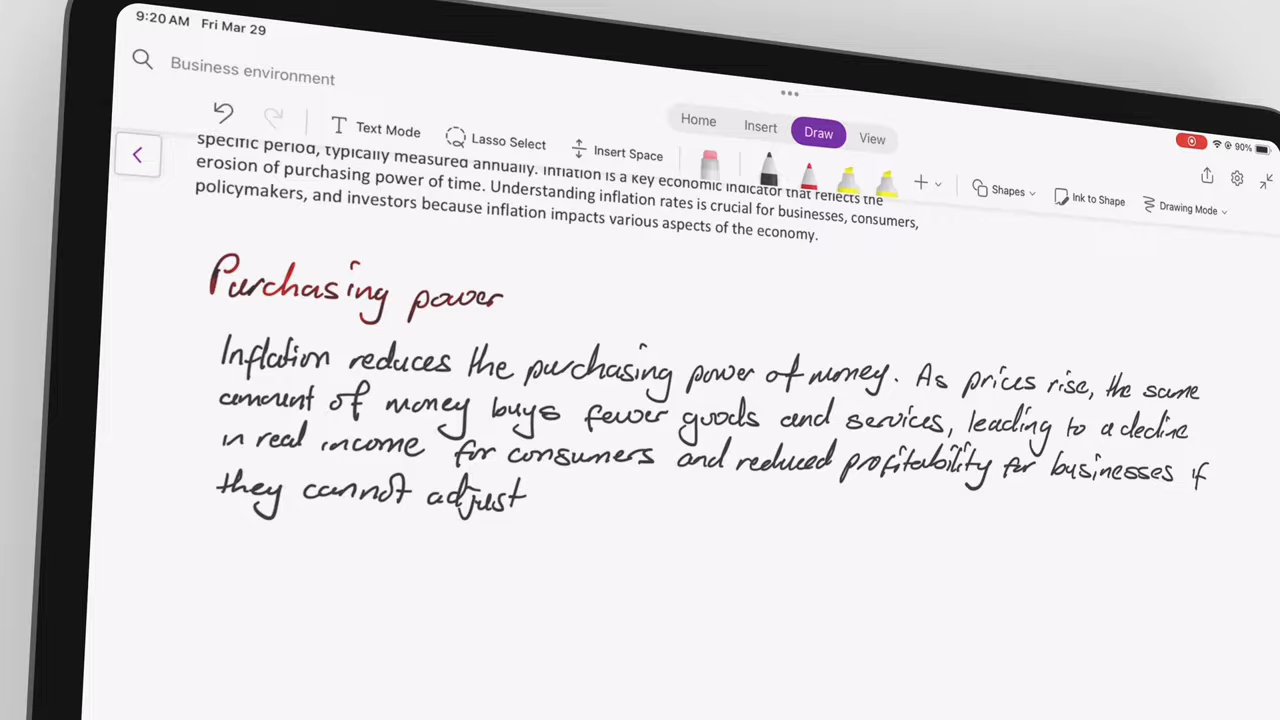 9:20 AM Fri Mar 29
90%
Business environment
Home Insert Draw View
Text Mode Lasso Select Insert Space Shapes Ink to Shape Drawing Mode
specific period, typically measured annually. Inflation is a key economic indicator that reflects the
erosion of purchasing power of time. Understanding inflation rates is crucial for businesses, consumers,
policymakers, and investors because inflation impacts various aspects of the economy.
Purchasing power
Inflation reduces the purchasing power of money. As prices rise, the same
amount of money buys fewer goods and services, leading to a decline
in real income for consumers and reduced profitability for businesses if
they cannot adjust